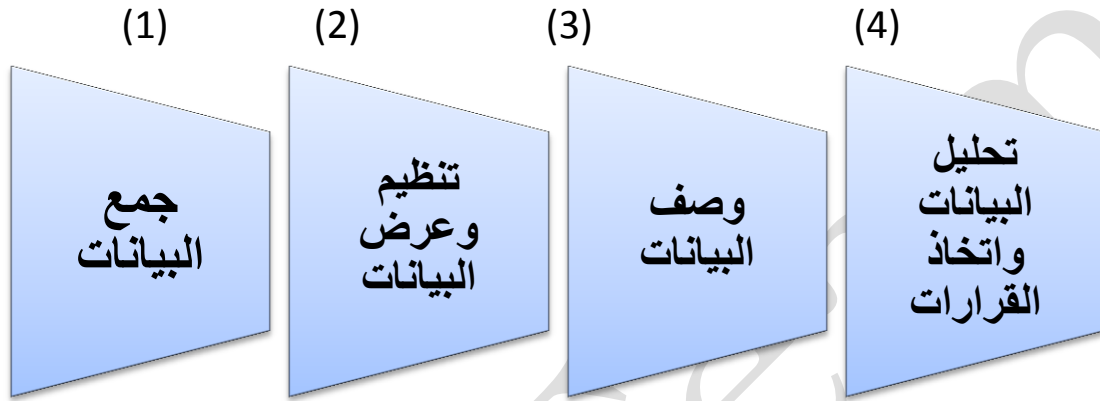 (1)
(2)
(3)
(4)
جمع
البيانات
تنظيم
وعرض
البيانات
وصف
البيانات
تحليل
البيانات
واتخاذ
القرارات